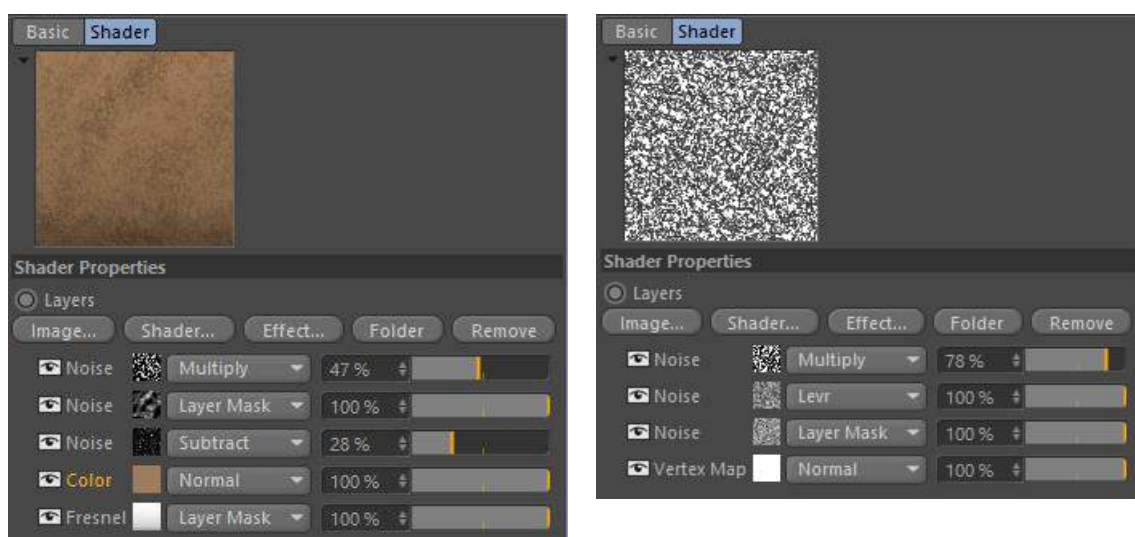 Basic Shader
Shader Properties
Layers
Image... Shader... Effect... Folder Remove
Noise Multiply 47 %
Noise Layer Mask 100 %
Noise Subtract 28 %
Color Normal 100 %
Fresnel Layer Mask 100 %
Basic Shader
Shader Properties
Layers
Image... Shader... Effect... Folder Remove
Noise Multiply 78 %
Noise Levr 100 %
Noise Layer Mask 100 %
Vertex Map Normal 100 %